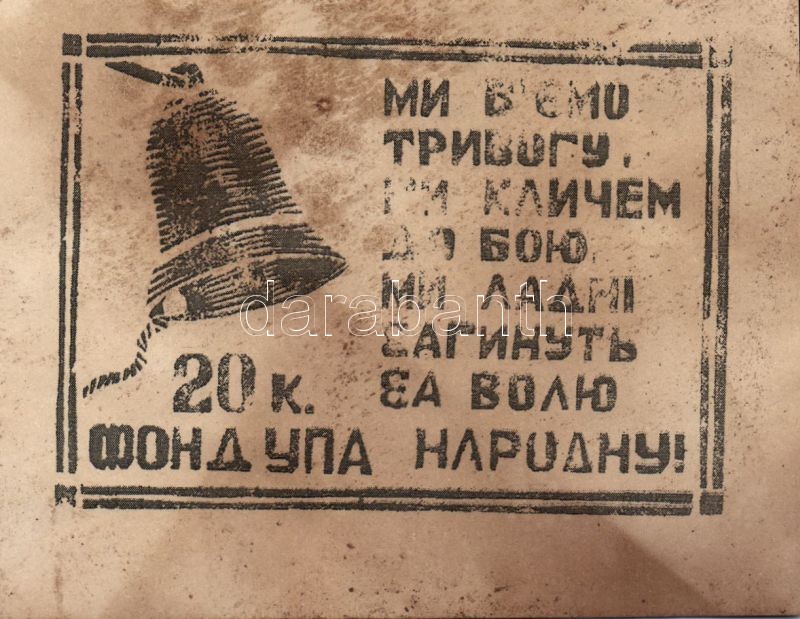 МИ Б'ЄМО
ТРИВОГУ,
МИ КЛИЧЕМ
ДО БОЮ,
МИ ЛАДНІ
ЗАГИНУТЬ
ЗА ВОЛЮ
НАРОДНУ!
20 К.
ФОНД УПА
darabanth